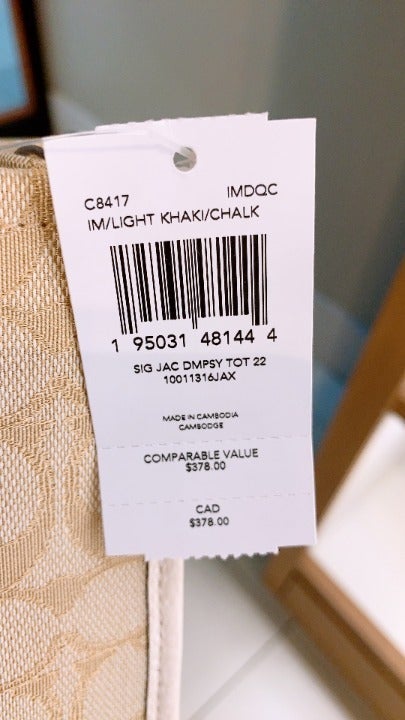 C8417 IMDQC
IM/LIGHT KHAKI/CHALK
1 95031 48144 4
SIG JAC DMPSY TOT 22
10011316JAX
MADE IN CAMBODIA
CAMBODGE
COMPARABLE VALUE
$378.00
CAD
$378.00